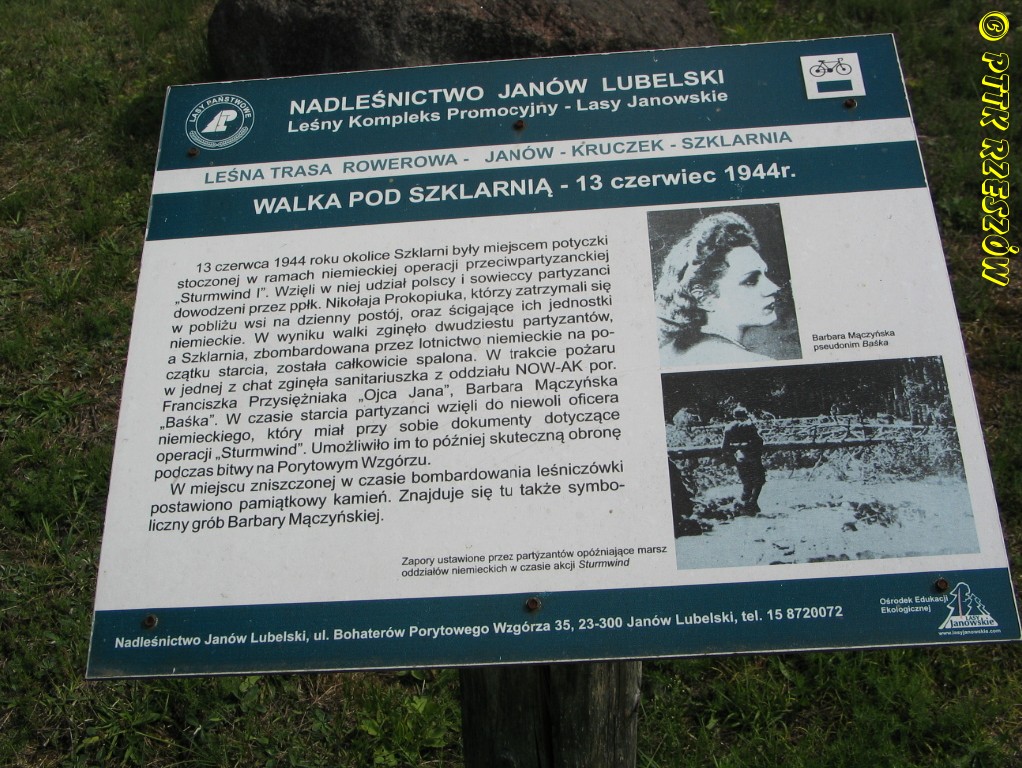 © PTTK RZESZÓW
LASY PAŃSTWOWE
NADLEŚNICTWO JANÓW LUBELSKI
Leśny Kompleks Promocyjny - Lasy Janowskie
LEŚNA TRASA ROWEROWA - JANÓW - KRUCZEK - SZKLARNIA
WALKA POD SZKLARNIĄ - 13 czerwiec 1944r.
13 czerwca 1944 roku okolice Szklarni były miejscem potyczki
stoczonej w ramach niemieckiej operacji przeciwpartyzanckiej
„Sturmwind I”. Wzięli w niej udział polscy i sowieccy partyzanci
dowodzeni przez ppłk. Nikołaja Prokopiuka, którzy zatrzymali się
w pobliżu wsi na dzienny postój, oraz ścigające ich jednostki
niemieckie. W wyniku walki zginęło dwudziestu partyzantów,
a Szklarnia, zbombardowana przez lotnictwo niemieckie na po-
czątku starcia, została całkowicie spalona. W trakcie pożaru
w jednej z chat zginęła sanitariuszka z oddziału NOW-AK por.
Franciszka Przysiężniaka „Ojca Jana”, Barbara Mączyńska
„Baśka”. W czasie starcia partyzanci wzięli do niewoli oficera
niemieckiego, który miał przy sobie dokumenty dotyczące
operacji „Sturmwind”. Umożliwiło im to później skuteczną obronę
podczas bitwy na Porytowym Wzgórzu.
W miejscu zniszczonej w czasie bombardowania leśniczówki
postawiono pamiątkowy kamień. Znajduje się tu także symbo-
liczny grób Barbary Mączyńskiej.
Barbara Mączyńska
pseudonim Baśka
Zapory ustawione przez partyzantów opóźniające marsz
oddziałów niemieckich w czasie akcji Sturmwind
Nadleśnictwo Janów Lubelski, ul. Bohaterów Porytowego Wzgórza 35, 23-300 Janów Lubelski, tel. 15 8720072
Ośrodek Edukacji
Ekologicznej
LASY
Janowskie
www.lasyjanowskie.com